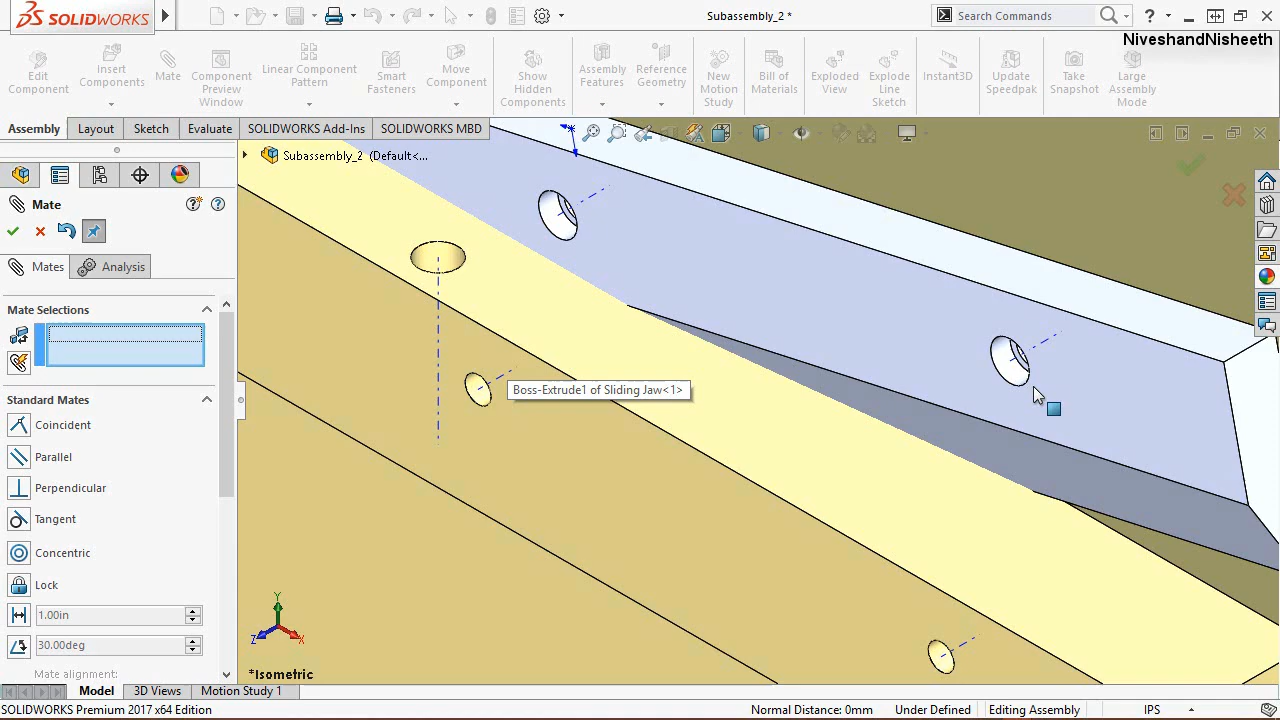 SOLIDWORKS
Subassembly_2 *
Search Commands
NiveshandNisheeth
Edit Component
Insert Components
Mate
Component Preview Window
Linear Component Pattern
Smart Fasteners
Move Component
Show Hidden Components
Assembly Features
Reference Geometry
New Motion Study
Bill of Materials
Exploded View
Explode Line Sketch
Instant3D
Update Speedpak
Take Snapshot
Large Assembly Mode
Assembly
Layout
Sketch
Evaluate
SOLIDWORKS Add-Ins
SOLIDWORKS MBD
Subassembly_2 (Default<...
Mate
Mates
Analysis
Mate Selections
Standard Mates
Coincident
Parallel
Perpendicular
Tangent
Concentric
Lock
1.00in
30.00deg
Mate alignment:
Boss-Extrude1 of Sliding Jaw<1>
Y
Z
X
*Isometric
Model
3D Views
Motion Study 1
SOLIDWORKS Premium 2017 x64 Edition
Normal Distance: 0mm
Under Defined
Editing Assembly
IPS